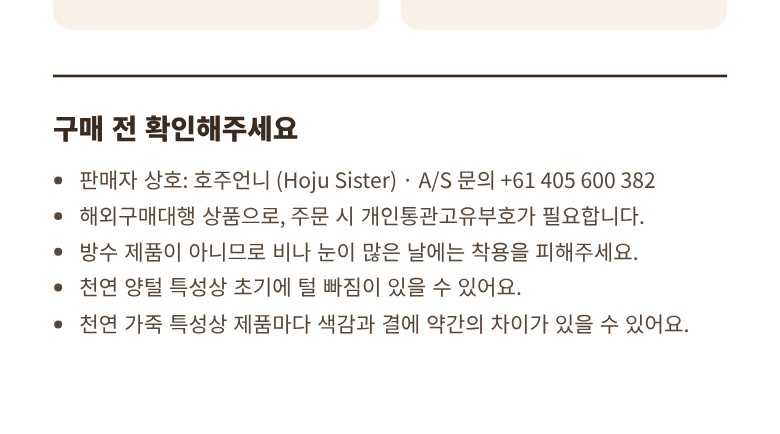 구매 전 확인해주세요
• 판매자 상호: 호주언니 (Hoju Sister) · A/S 문의 +61 405 600 382
• 해외구매대행 상품으로, 주문 시 개인통관고유부호가 필요합니다.
• 방수 제품이 아니므로 비나 눈이 많은 날에는 착용을 피해주세요.
• 천연 양털 특성상 초기에 털 빠짐이 있을 수 있어요.
• 천연 가죽 특성상 제품마다 색감과 결에 약간의 차이가 있을 수 있어요.